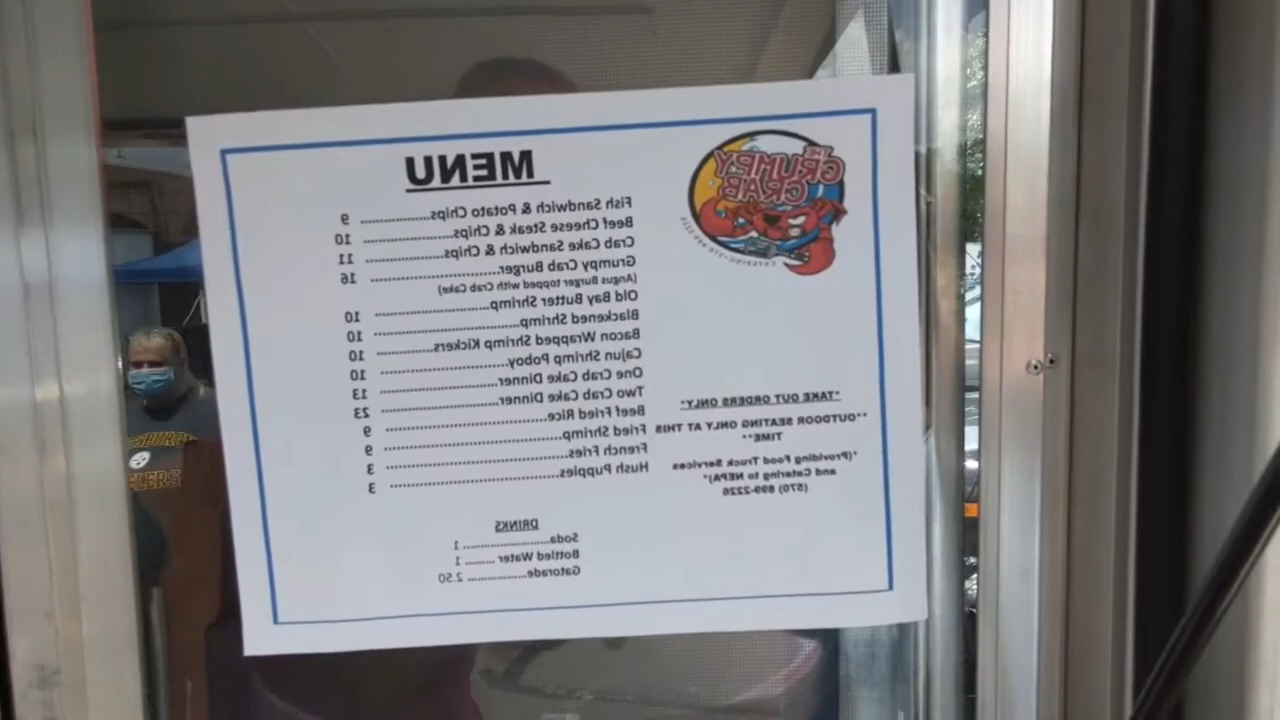 MENU
Fish Sandwich & Potato Chips.............. 9
Beef Cheese Steak & Chips.................... 10
Crab Cake Sandwich & Chips................. 11
Grumpy Crab Burger............................... 16
(Angus Burger topped with Crab Cake)
Old Bay Butter Shrimp............................ 10
Blackened Shrimp................................... 10
Bacon Wrapped Shrimp Kickers............. 10
Cajun Shrimp Poboy................................ 10
One Crab Cake Dinner............................. 13
Two Crab Cake Dinner............................. 23
Beef Fried Rice........................................ 9
Fried Shrimp............................................ 9
French Fries............................................. 3
Hush Puppies........................................... 3
DRINKS
Soda...................... 1
Bottled Water ......... 1
Gatorade............... 2.50
THE
GRUMPY
CRAB
CATERING
*TAKE OUT ORDERS ONLY*
**OUTDOOR SEATING ONLY AT THIS
TIME**
*(Providing Food Truck Services
and Catering to NEPA)*
(570) 899-2226